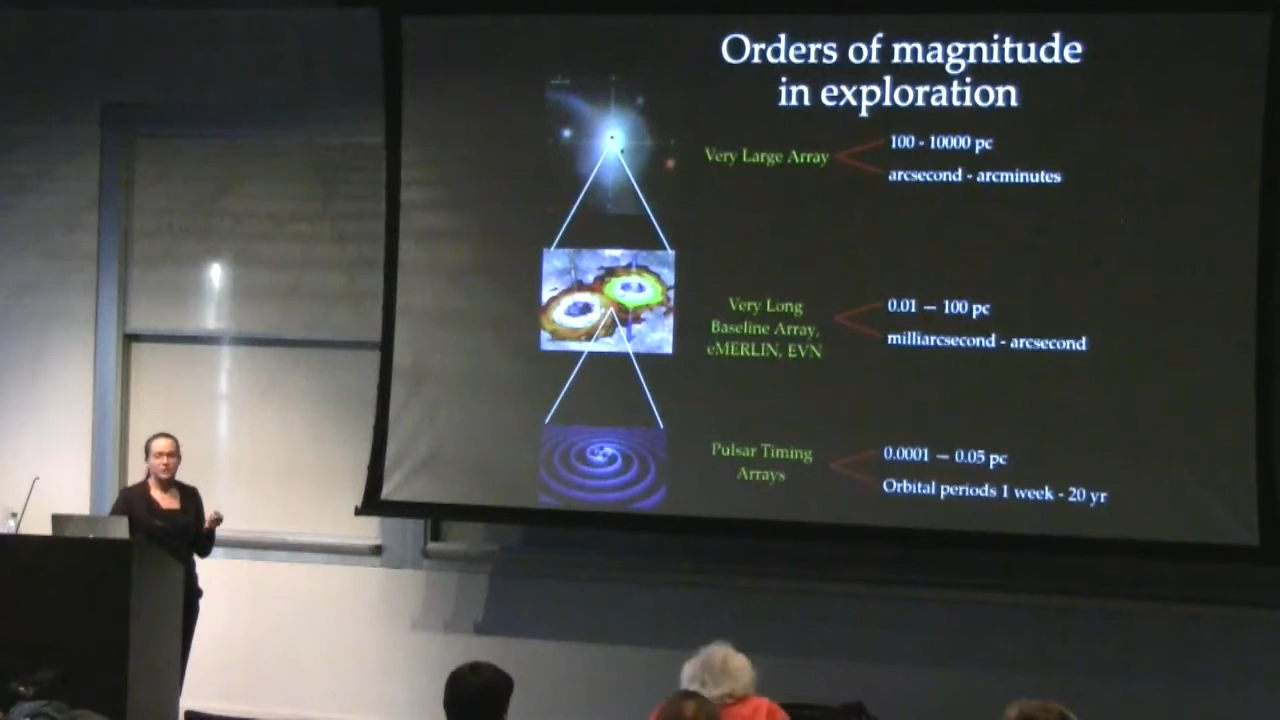 Orders of magnitude
in exploration
Very Large Array
100 - 10000 pc
arcsecond - arcminutes
Very Long
Baseline Array,
eMERLIN, EVN
0.01 — 100 pc
milliarcsecond - arcsecond
Pulsar Timing
Arrays
0.0001 — 0.05 pc
Orbital periods 1 week - 20 yr